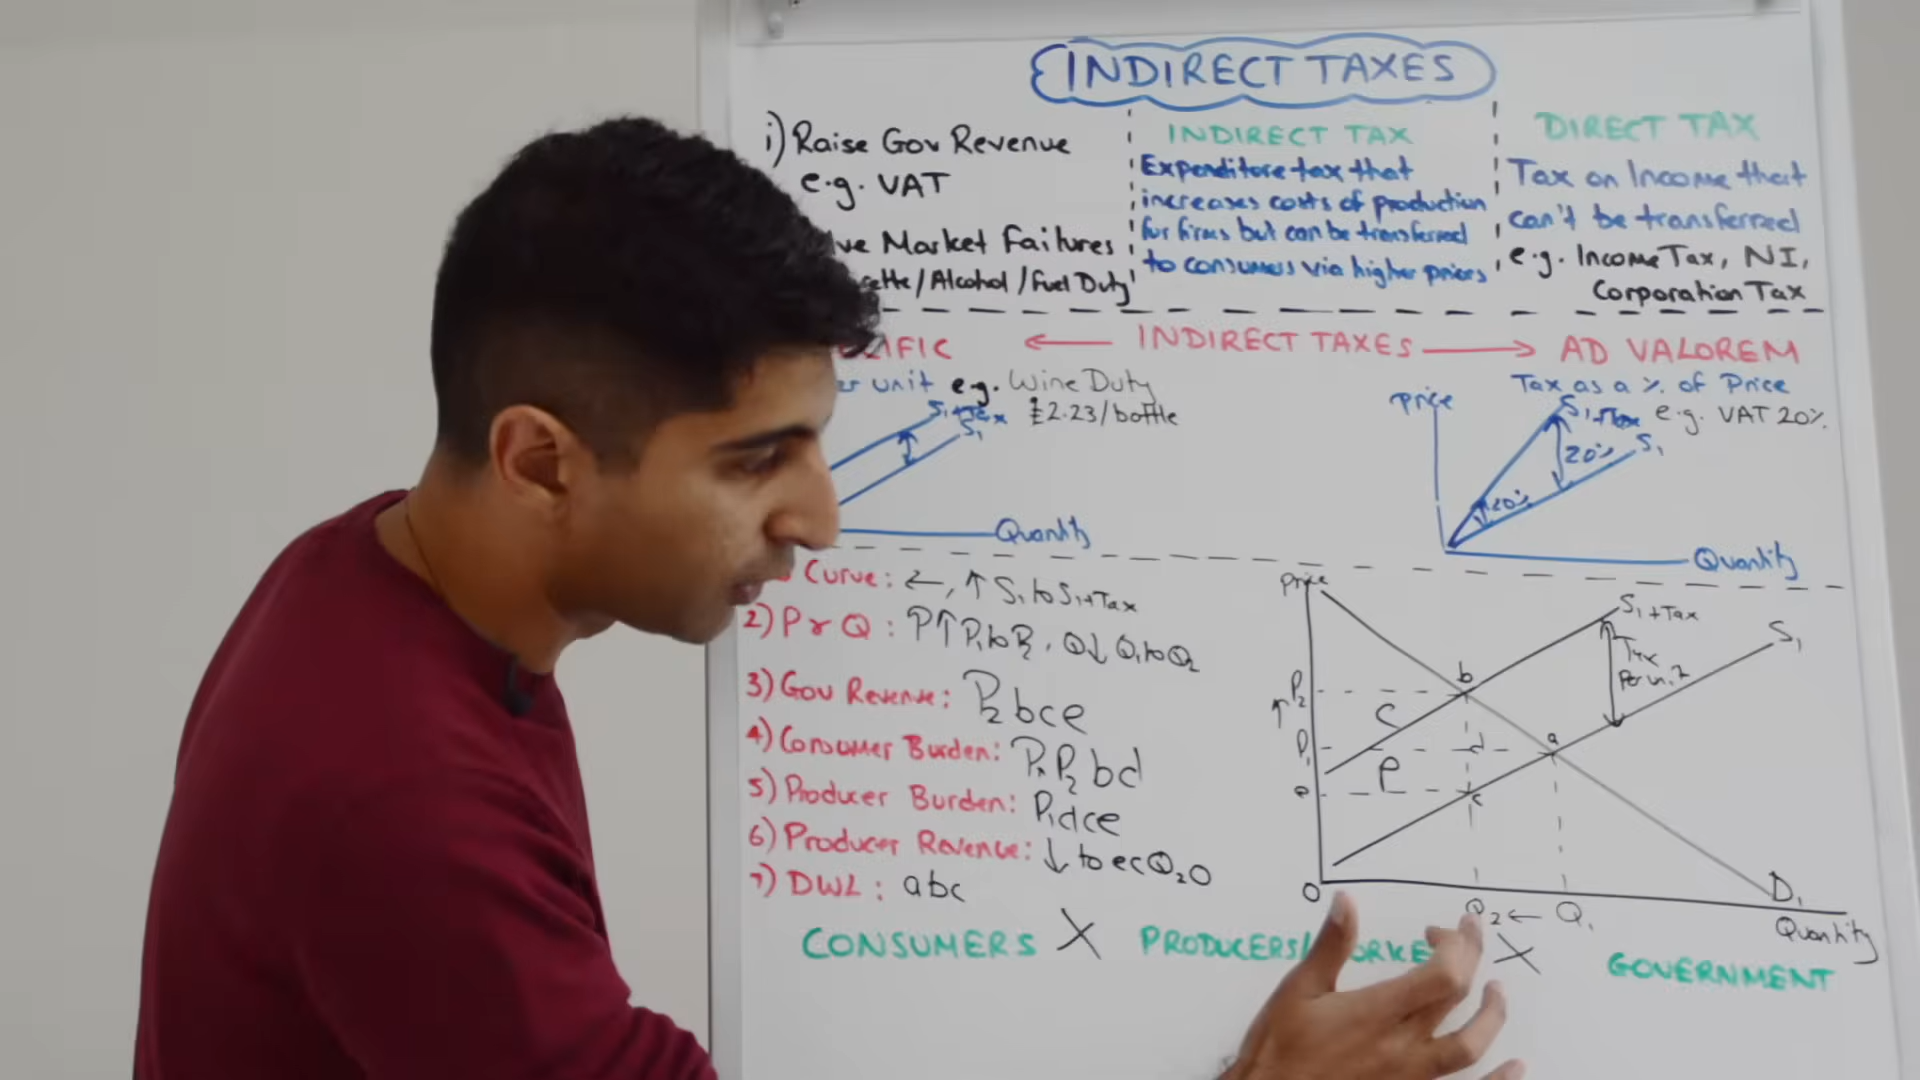 INDIRECT TAXES
i) Raise Gov Revenue
e.g. VAT
Market Failures
/Alcohol/Fuel Duty
INDIRECT TAX
Expenditure tax that
increases costs of production
for firms but can be transferred
to consumers via higher prices
DIRECT TAX
Tax on Income that
can't be transferred
e.g. Income Tax, NI,
Corporation Tax
← INDIRECT TAXES → AD VALOREM
unit e.g. Wine Duty
£2.23/bottle
S1+Tax
S1
Quantity
Tax as a % of Price
e.g. VAT 20%
Price
S1+Tax
S1
20%
20%
Quantity
Curve: ←, ↑ S1 to S1+Tax
2) P & Q: P↑ P1 to P2, Q↓ Q1 to Q2
3) Gov Revenue: P2bce
4) Consumer Burden: P1P2bd
5) Producer Burden: P1dce
6) Producer Revenue: ↓ to ecQ2O
7) DWL: abc
Price
S1+Tax
S1
Tax
Per unit
b
↑ P2
C
P1
d
a
P
e
c
O
Q2 ← Q1
D1
Quantity
CONSUMERS X PRODUCERS/ X GOVERNMENT